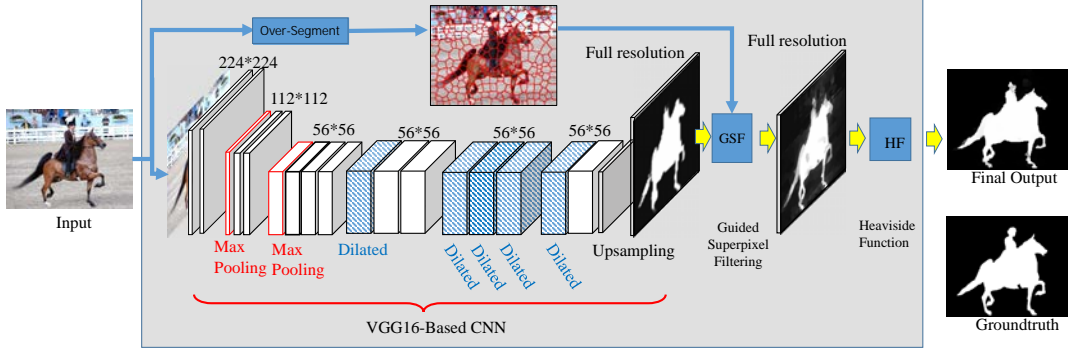 Over-Segment
Full resolution
Full resolution
224*224
112*112
56*56
56*56
56*56
56*56
GSF
HF
Input
Final Output
Max
Pooling
Max
Pooling
Dilated
Dilated
Dilated
Dilated
Dilated
Upsampling
Guided
Superpixel
Filtering
Heaviside
Function
VGG16-Based CNN
Groundtruth